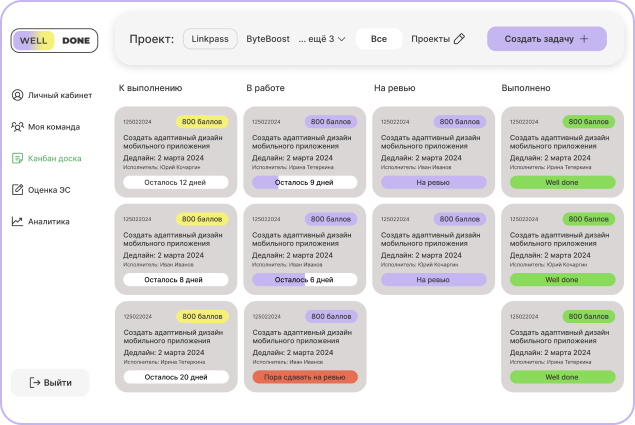 WELL DONE
Проект:
Linkpass
ByteBoost
... ещё 3
Все
Проекты
Создать задачу
Личный кабинет
Моя команда
Канбан доска
Оценка ЭС
Аналитика
Выйти
К выполнению
125022024
800 баллов
Создать адаптивный дизайн
мобильного приложения
Дедлайн: 2 марта 2024
Исполнитель: Юрий Кочаргин
Осталось 12 дней
125022024
800 баллов
Создать адаптивный дизайн
мобильного приложения
Дедлайн: 2 марта 2024
Исполнитель: Иван Иванов
Осталось 8 дней
125022024
800 баллов
Создать адаптивный дизайн
мобильного приложения
Дедлайн: 2 марта 2024
Исполнитель: Ирина Тетеркина
Осталось 20 дней
В работе
125022024
800 баллов
Создать адаптивный дизайн
мобильного приложения
Дедлайн: 2 марта 2024
Исполнитель: Ирина Тетеркина
Осталось 9 дней
125022024
800 баллов
Создать адаптивный дизайн
мобильного приложения
Дедлайн: 2 марта 2024
Исполнитель: Иван Иванов
Осталось 6 дней
125022024
800 баллов
Создать адаптивный дизайн
мобильного приложения
Дедлайн: 2 марта 2024
Исполнитель: Иван Иванов
Пора сдавать на ревью
На ревью
125022024
800 баллов
Создать адаптивный дизайн
мобильного приложения
Дедлайн: 2 марта 2024
Исполнитель: Иван Иванов
На ревью
125022024
800 баллов
Создать адаптивный дизайн
мобильного приложения
Дедлайн: 2 марта 2024
Исполнитель: Юрий Кочаргин
На ревью
Выполнено
125022024
800 баллов
Создать адаптивный дизайн
мобильного приложения
Дедлайн: 2 марта 2024
Исполнитель: Ирина Тетеркина
Well done
125022024
800 баллов
Создать адаптивный дизайн
мобильного приложения
Дедлайн: 2 марта 2024
Исполнитель: Юрий Кочаргин
Well done
125022024
800 баллов
Создать адаптивный дизайн
мобильного приложения
Дедлайн: 2 марта 2024
Исполнитель: Ирина Тетеркина
Well done